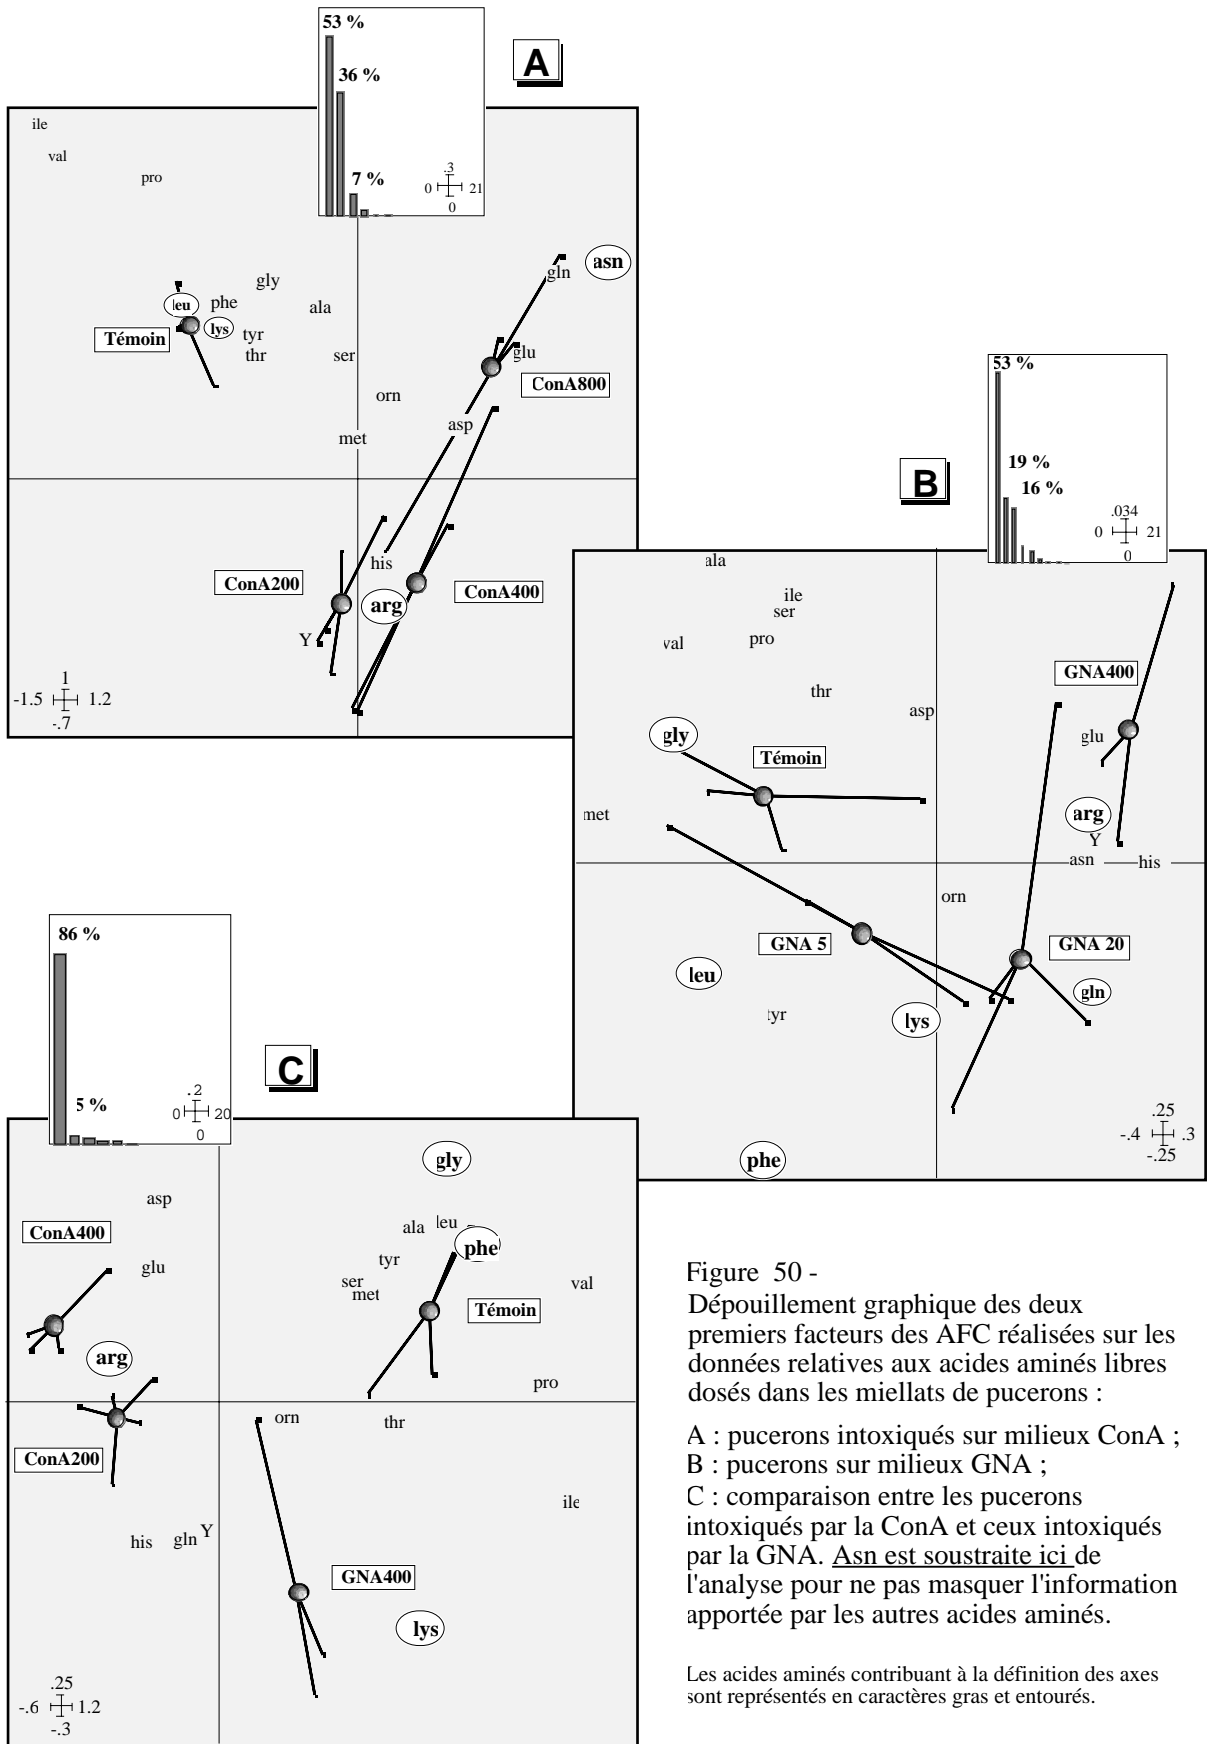 53 %
36 %
7 %
.3
0 21
0
A
ile
val
pro
gly
leu phe
ala
lys
Témoin
tyr
thr
ser
orn
met
asn
gln
glu
ConA800
asp
his
ConA200
arg
ConA400
Y
1
-1.5 1.2
-.7
53 %
19 %
16 %
.034
0 21
0
B
ala
ile
ser
val
pro
thr
asp
GNA400
gly
Témoin
glu
met
arg
Y
asn
his
orn
GNA 5
GNA 20
leu
gln
tyr
lys
.25
-.4 .3
-.25
phe
86 %
5 %
.2
0 20
0
C
gly
asp
ConA400
ala leu
phe
glu
tyr
ser
met
val
Témoin
arg
pro
orn
thr
ConA200
ile
his gln Y
GNA400
lys
.25
-.6 1.2
-.3
Figure 50 -
Dépouillement graphique des deux
premiers facteurs des AFC réalisées sur les
données relatives aux acides aminés libres
dosés dans les miellats de pucerons :
A : pucerons intoxiqués sur milieux ConA ;
B : pucerons sur milieux GNA ;
C : comparaison entre les pucerons
intoxiqués par la ConA et ceux intoxiqués
par la GNA. Asn est soustraite ici de
l'analyse pour ne pas masquer l'information
apportée par les autres acides aminés.
Les acides aminés contribuant à la définition des axes
sont représentés en caractères gras et entourés.